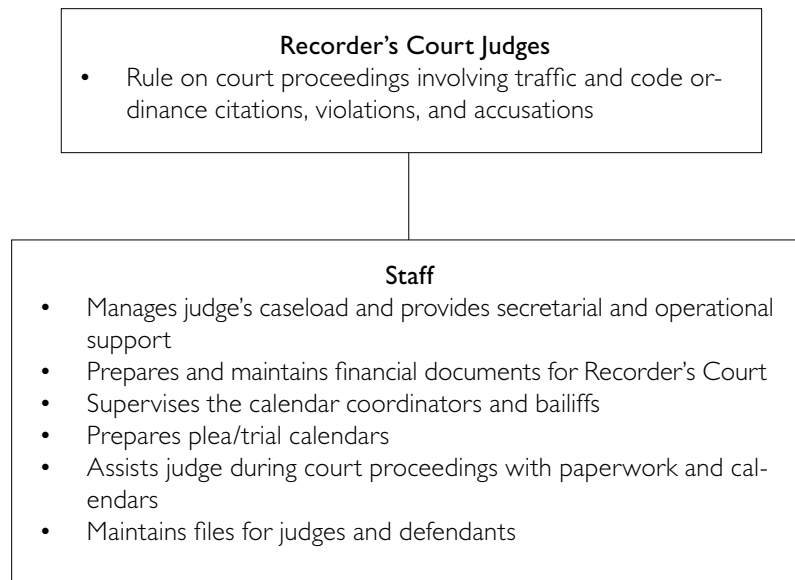 Recorder’s Court Judges
• Rule on court proceedings involving traffic and code or-
dinance citations, violations, and accusations
Staff
• Manages judge’s caseload and provides secretarial and operational
support
• Prepares and maintains financial documents for Recorder’s Court
• Supervises the calendar coordinators and bailiffs
• Prepares plea/trial calendars
• Assists judge during court proceedings with paperwork and cal-
endars
• Maintains files for judges and defendants